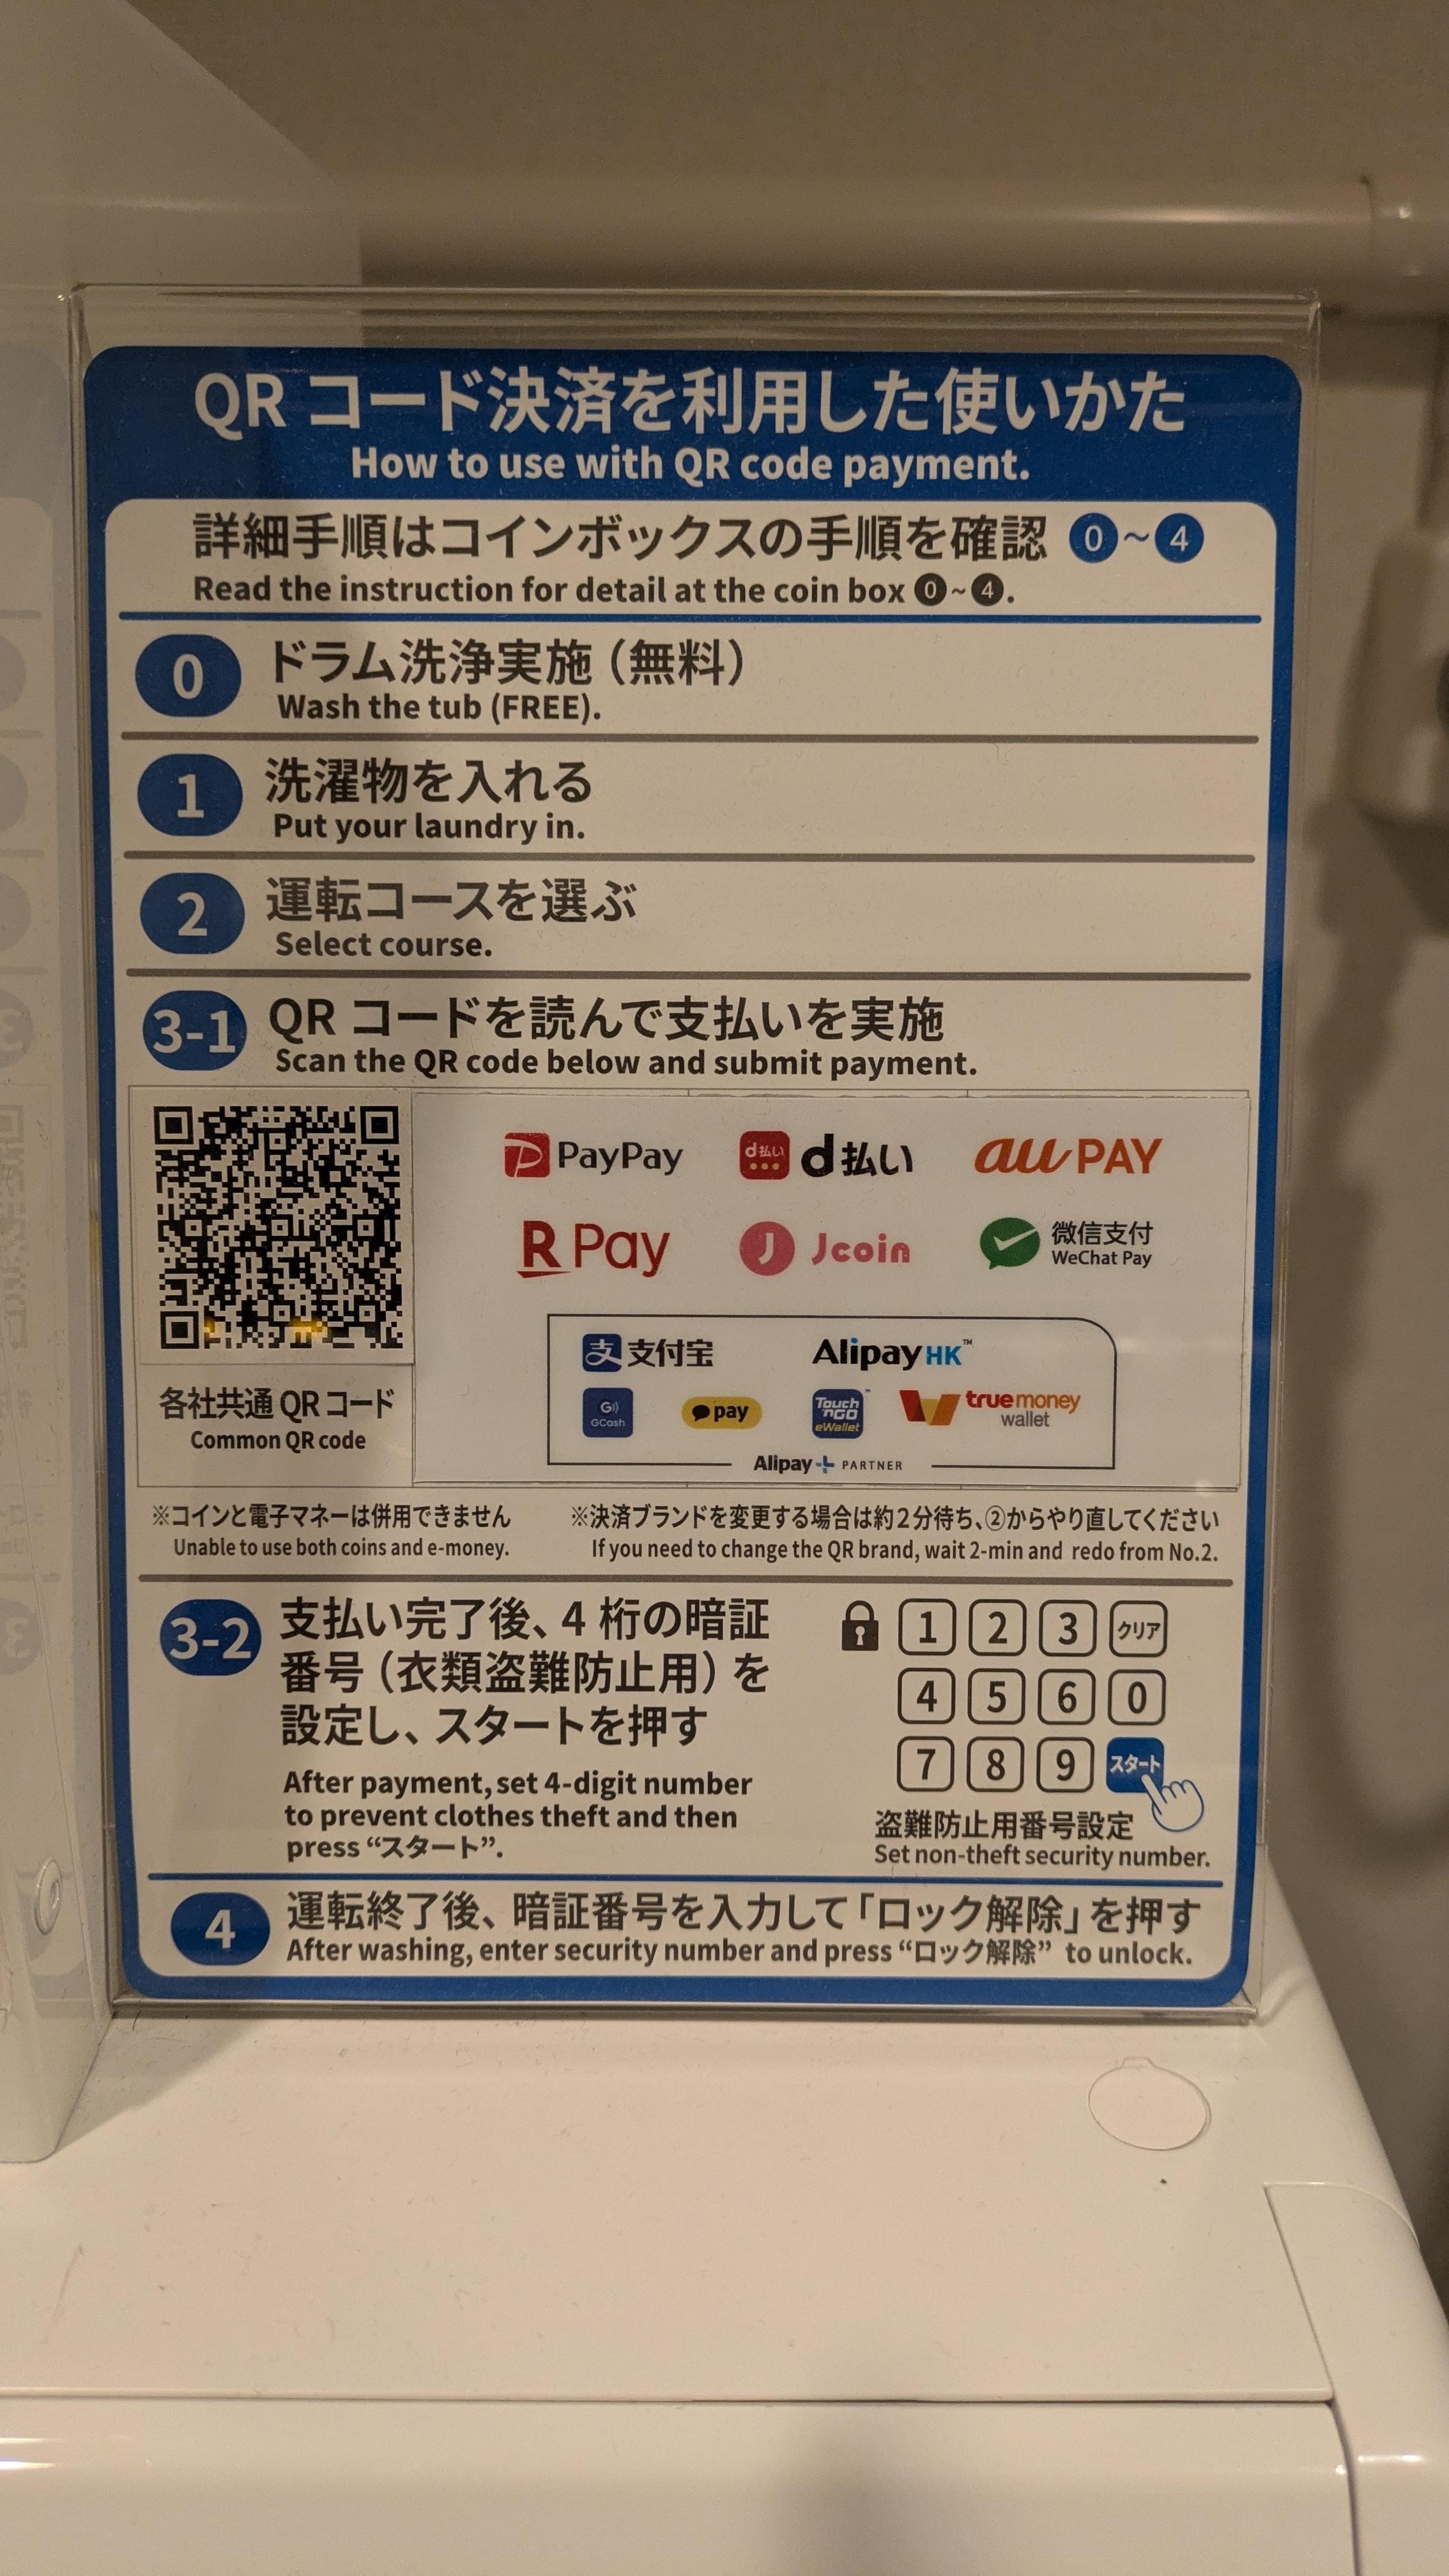 QR コード決済を利用した使いかた
How to use with QR code payment.
詳細手順はコインボックスの手順を確認 0~4
Read the instruction for detail at the coin box 0~4.
0 ドラム洗浄実施（無料）
Wash the tub (FREE).
1 洗濯物を入れる
Put your laundry in.
2 運転コースを選ぶ
Select course.
3-1 QR コードを読んで支払いを実施
Scan the QR code below and submit payment.
PayPay d払い d払い au PAY
R Pay J Jcoin 微信支付
WeChat Pay
支 支付宝 AlipayHK™
G)) GCash pay Touch 'nGO eWallet truemoney wallet
Alipay+ PARTNER
各社共通 QR コード
Common QR code
※コインと電子マネーは併用できません
Unable to use both coins and e-money.
※決済ブランドを変更する場合は約2分待ち、②からやり直してください
If you need to change the QR brand, wait 2-min and redo from No.2.
3-2 支払い完了後、4 桁の暗証
番号（衣類盗難防止用）を
設定し、スタートを押す
After payment, set 4-digit number
to prevent clothes theft and then
press “スタート”.
1 2 3 クリア
4 5 6 0
7 8 9 スタート
盗難防止用番号設定
Set non-theft security number.
4 運転終了後、暗証番号を入力して「ロック解除」を押す
After washing, enter security number and press “ロック解除” to unlock.